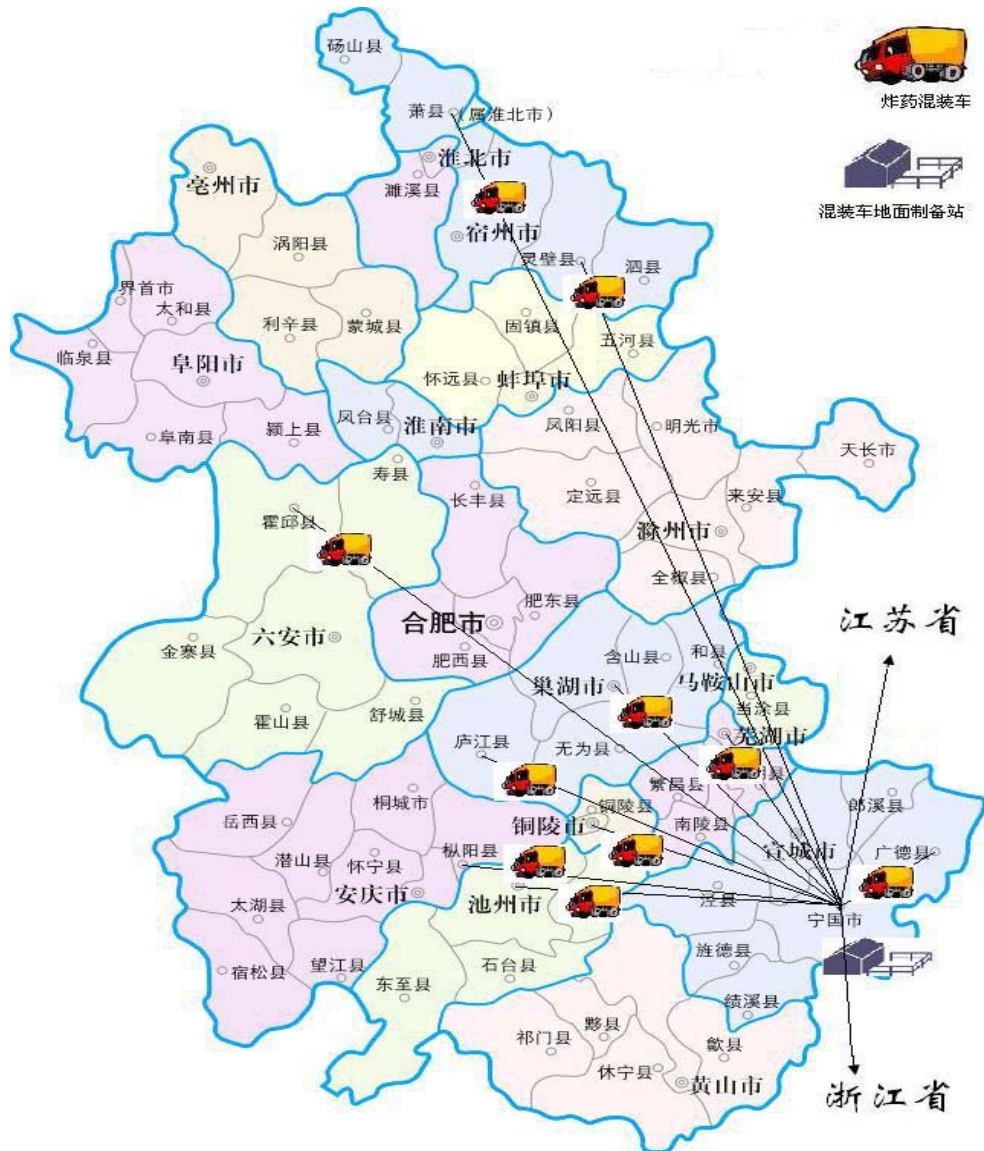 砀山县
炸药混装车
萧县
(属淮北市)
淮北市
亳州市
濉溪县
混装车地面制备站
宿州市
涡阳县
灵壁县
泗县
界首市
太和县
利辛县
蒙城县
固镇县
五河县
临泉县
阜阳市
怀远县
蚌埠市
凤台县
淮南市
凤阳县
明光市
阜南县
颍上县
天长市
寿县
长丰县
定远县
来安县
霍邱县
滁州市
全椒县
肥东县
江苏省
合肥市
六安市
金寨县
肥西县
含山县
和县
巢湖市
马鞍山市
当涂县
霍山县
舒城县
芜湖市
庐江县
无为县
繁昌县
县
桐城市
铜陵县
郎溪县
岳西县
铜陵市
南陵县
宣城市
潜山县
怀宁县
枞阳县
广德县
安庆市
池州市
泾县
太湖县
宁国市
旌德县
宿松县
望江县
石台县
东至县
绩溪县
黟县
祁门县
歙县
休宁县
黄山市
浙江省